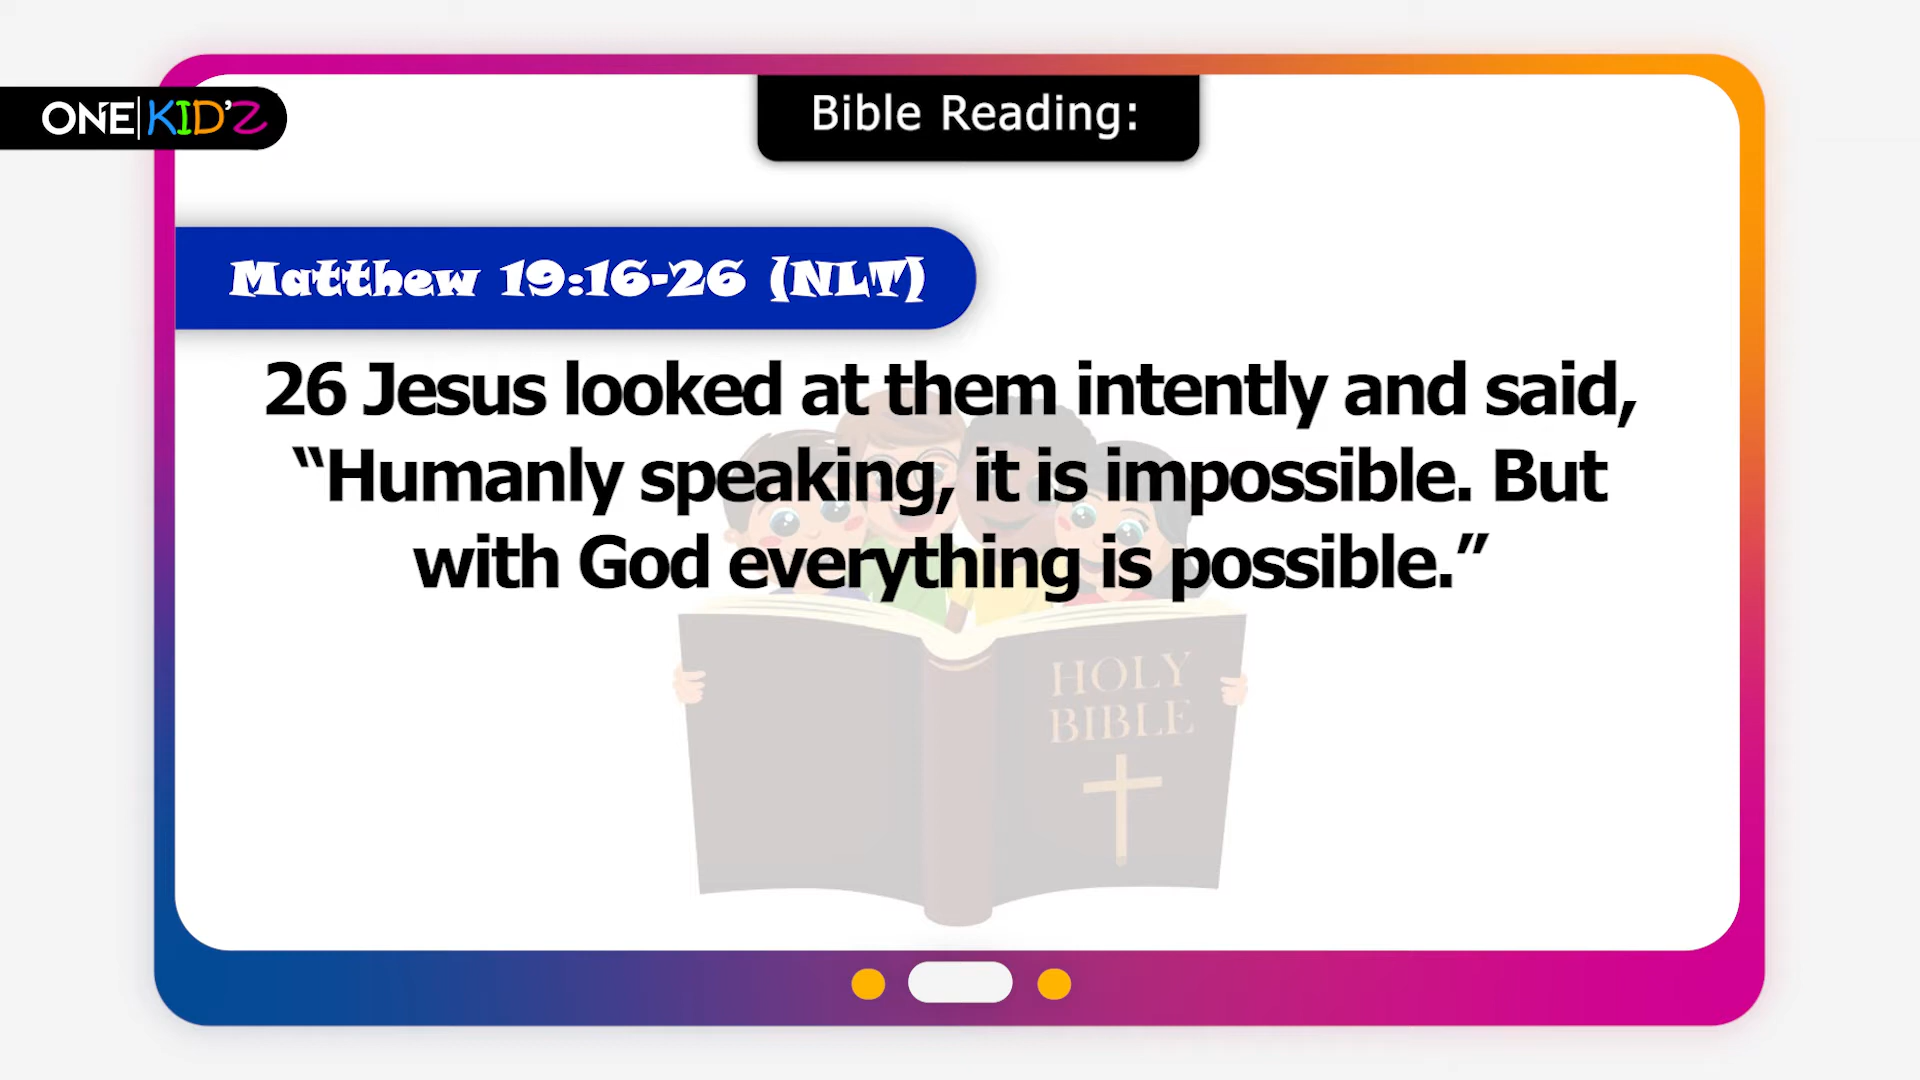 ONE|KID'Z
Bible Reading:
Matthew 19:16-26 (NLT)
26 Jesus looked at them intently and said,
“Humanly speaking, it is impossible. But
with God everything is possible.”
HOLY
BIBLE